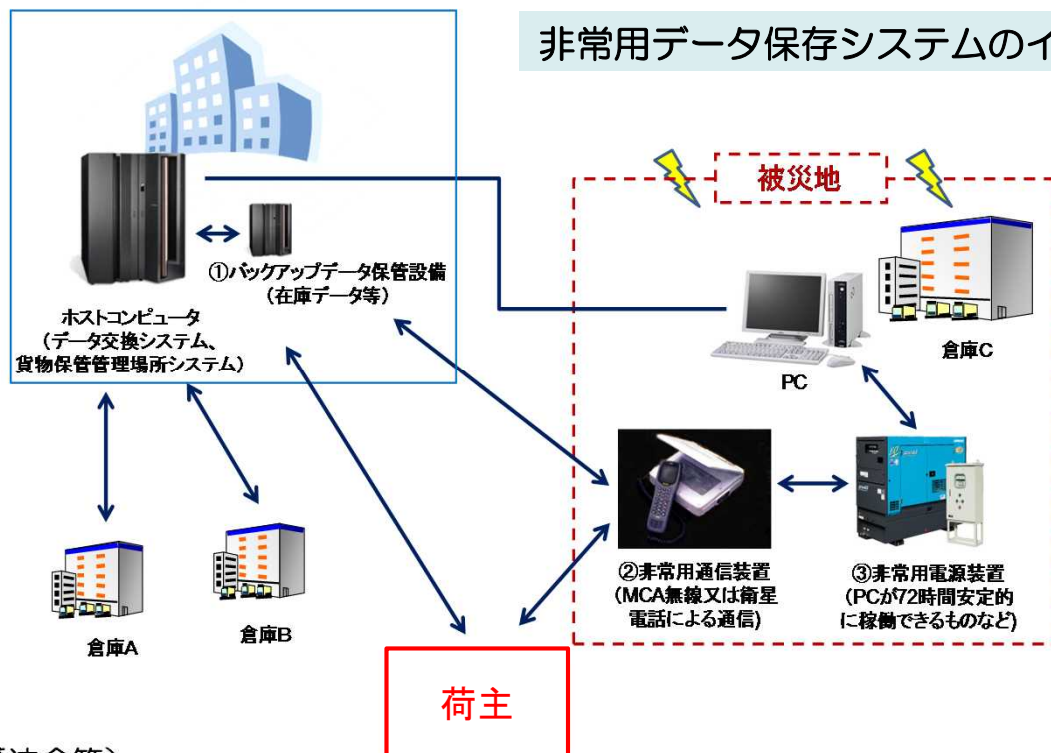 非常用データ保存システムのイ
被災地
①バックアップデータ保管設備
(在庫データ等)
ホストコンピュータ
(データ交換システム、
貨物保管管理場所システム)
倉庫C
PC
②非常用通信装置
(MCA無線又は衛星
電話による通信)
③非常用電源装置
(PCが72時間安定的
に稼働できるものなど)
倉庫A
倉庫B
荷主